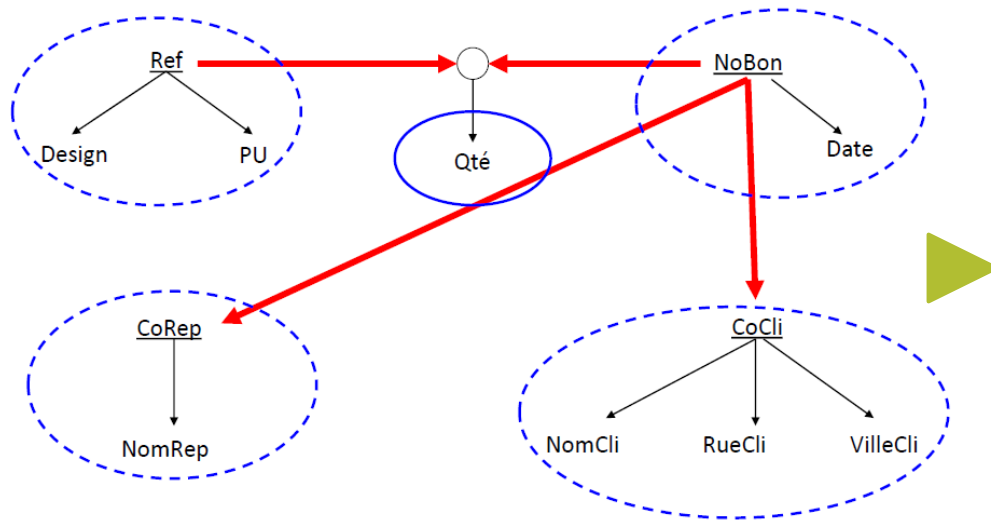 Ref
NoBon
Design
PU
Qté
Date
CoRep
CoCli
NomRep
NomCli
RueCli
VilleCli